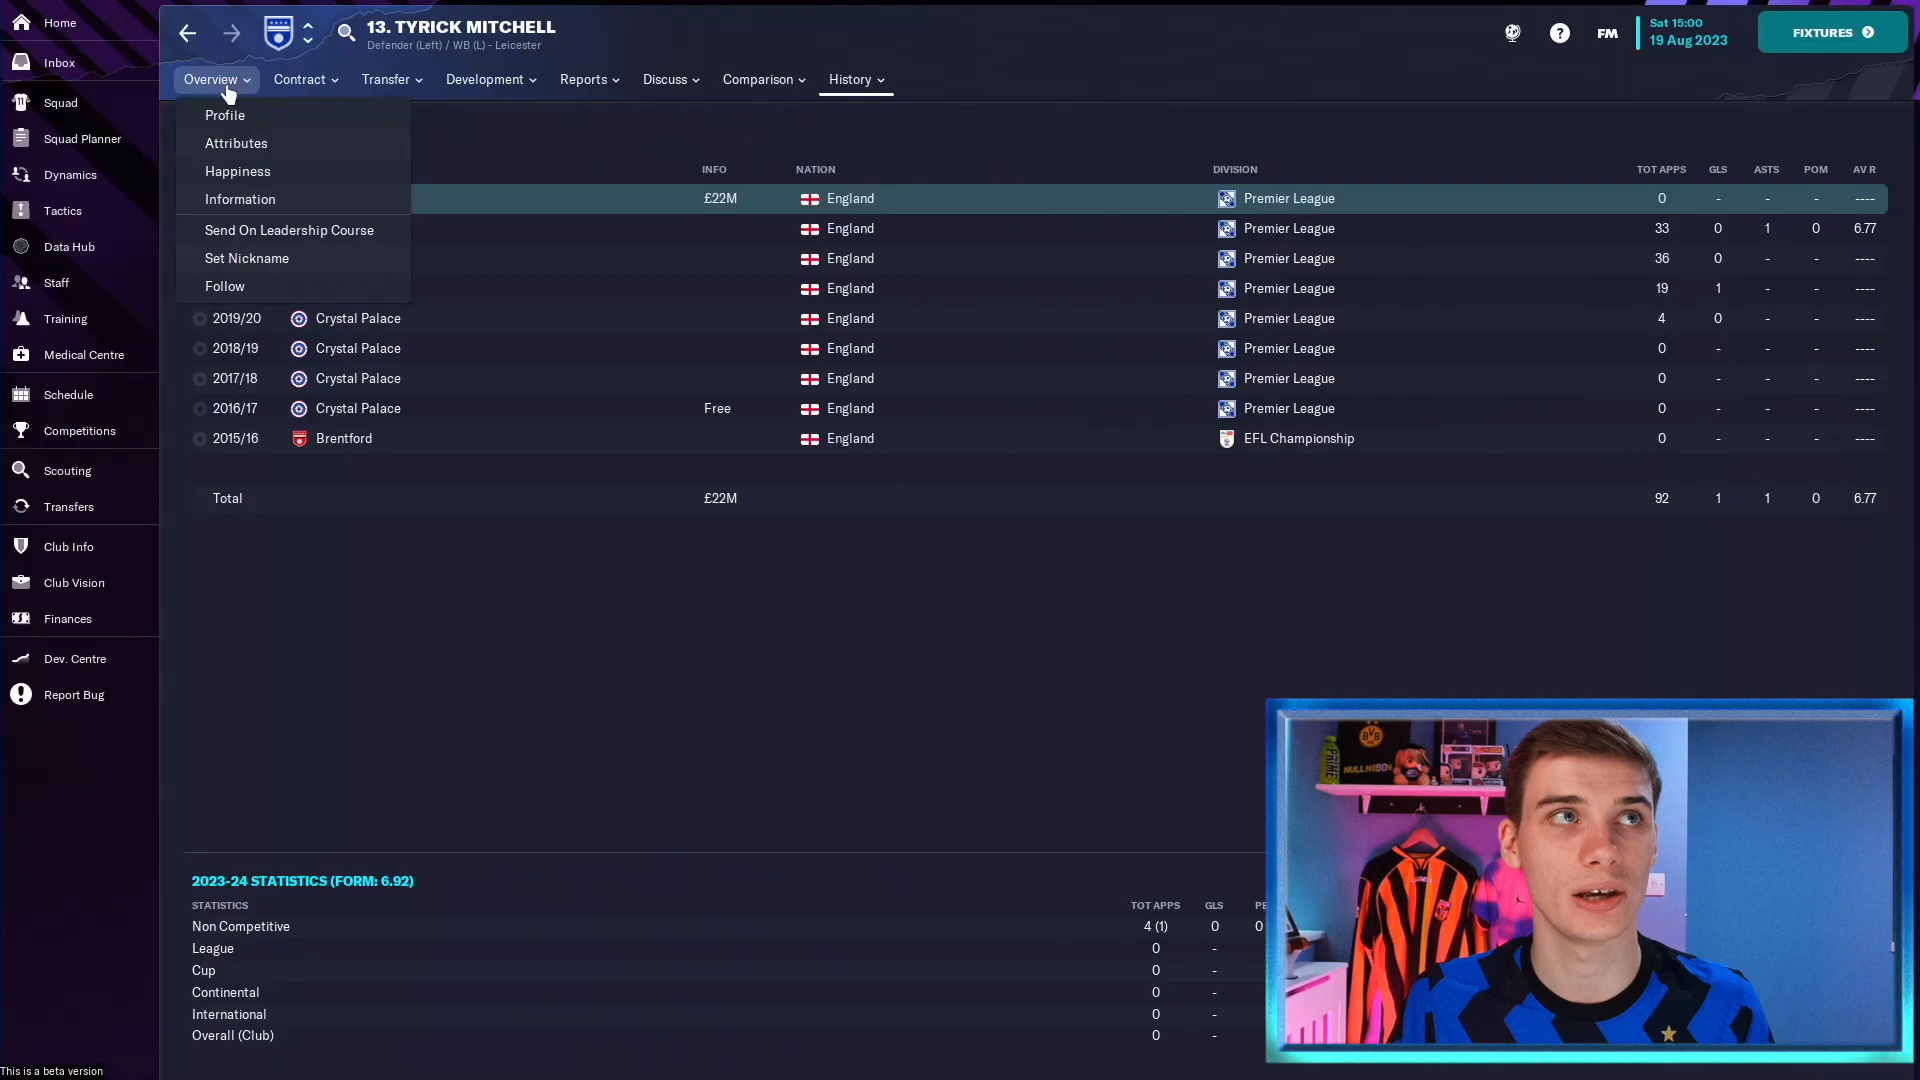 Home
Inbox
Squad
Squad Planner
Dynamics
Tactics
Data Hub
Staff
Training
Medical Centre
Schedule
Competitions
Scouting
Transfers
Club Info
Club Vision
Finances
Dev. Centre
Report Bug
This is a beta version
13. TYRICK MITCHELL
Defender (Left) / WB (L) - Leicester
FM
Sat 15:00
19 Aug 2023
FIXTURES
Overview Contract Transfer Development Reports Discuss Comparison History
Profile
Attributes
Happiness
Information
Send On Leadership Course
Set Nickname
Follow
INFO NATION DIVISION TOT APPS GLS ASTS POM AV R
£22M England Premier League 0 - - - ----
England Premier League 33 0 1 0 6.77
England Premier League 36 0 - - ----
England Premier League 19 1 - - ----
2019/20 Crystal Palace England Premier League 4 0 - - ----
2018/19 Crystal Palace England Premier League 0 - - - ----
2017/18 Crystal Palace England Premier League 0 - - - ----
2016/17 Crystal Palace Free England Premier League 0 - - - ----
2015/16 Brentford England EFL Championship 0 - - - ----
Total £22M 92 1 1 0 6.77
2023-24 STATISTICS (FORM: 6.92)
STATISTICS TOT APPS GLS PE
Non Competitive 4 (1) 0 0
League 0 -
Cup 0 -
Continental 0 -
International 0 -
Overall (Club) 0 -
BVB
PRIME